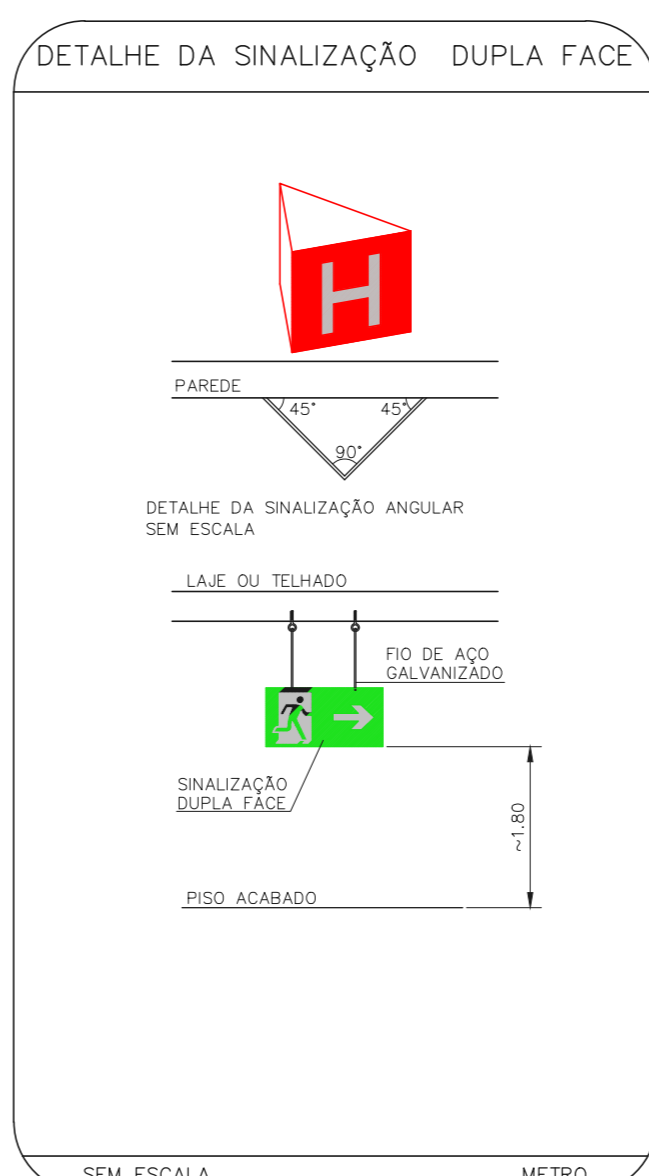 DETALHE DA SINALIZAÇÃO DUPLA FACE
H
PAREDE
45°
45°
90°
DETALHE DA SINALIZAÇÃO ANGULAR
SEM ESCALA
LAJE OU TELHADO
FIO DE AÇO
GALVANIZADO
SINALIZAÇÃO
DUPLA FACE
~1.80
PISO ACABADO
SEM ESCALA
METRO